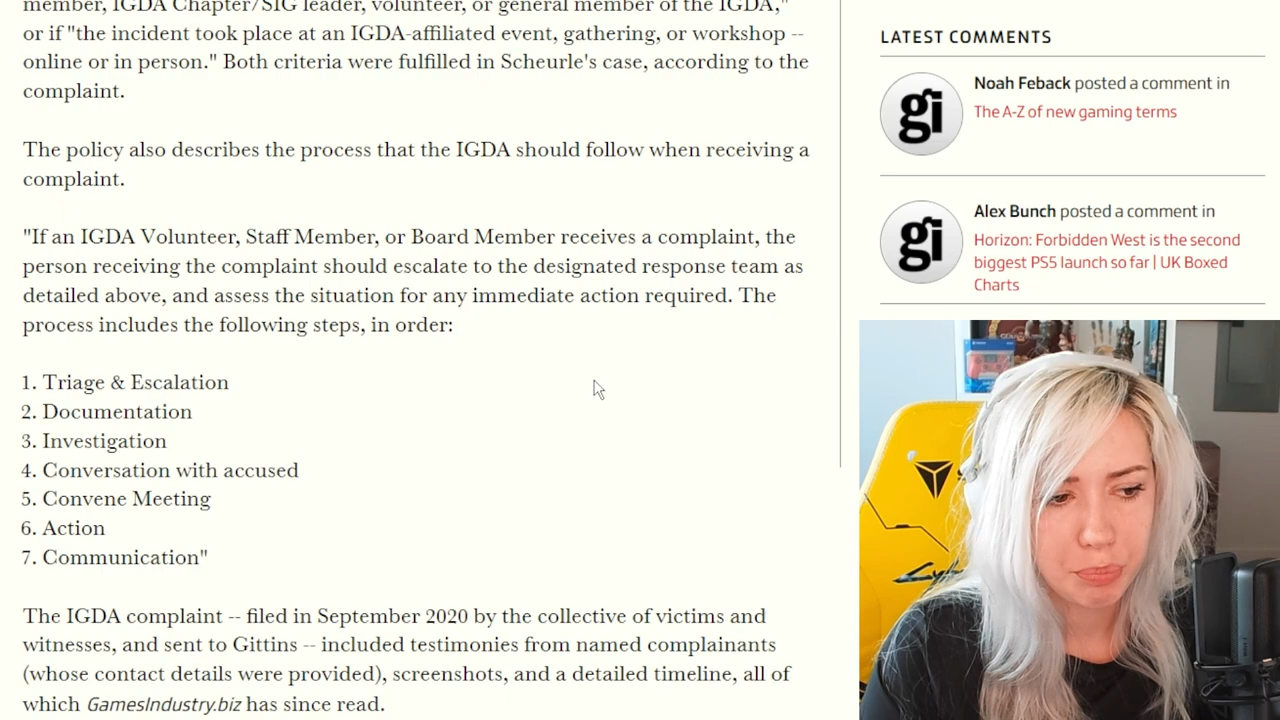 member, IGDA Chapter/SIG leader, volunteer, or general member of the IGDA,"
or if "the incident took place at an IGDA-affiliated event, gathering, or workshop --
online or in person." Both criteria were fulfilled in Scheurle's case, according to the
complaint.
The policy also describes the process that the IGDA should follow when receiving a
complaint.
"If an IGDA Volunteer, Staff Member, or Board Member receives a complaint, the
person receiving the complaint should escalate to the designated response team as
detailed above, and assess the situation for any immediate action required. The
process includes the following steps, in order:
1. Triage & Escalation
2. Documentation
3. Investigation
4. Conversation with accused
5. Convene Meeting
6. Action
7. Communication"
The IGDA complaint -- filed in September 2020 by the collective of victims and
witnesses, and sent to Gittins -- included testimonies from named complainants
(whose contact details were provided), screenshots, and a detailed timeline, all of
which GamesIndustry.biz has since read.
LATEST COMMENTS
gi
Noah Feback posted a comment in
The A-Z of new gaming terms
gi
Alex Bunch posted a comment in
Horizon: Forbidden West is the second
biggest PS5 launch so far | UK Boxed
Charts